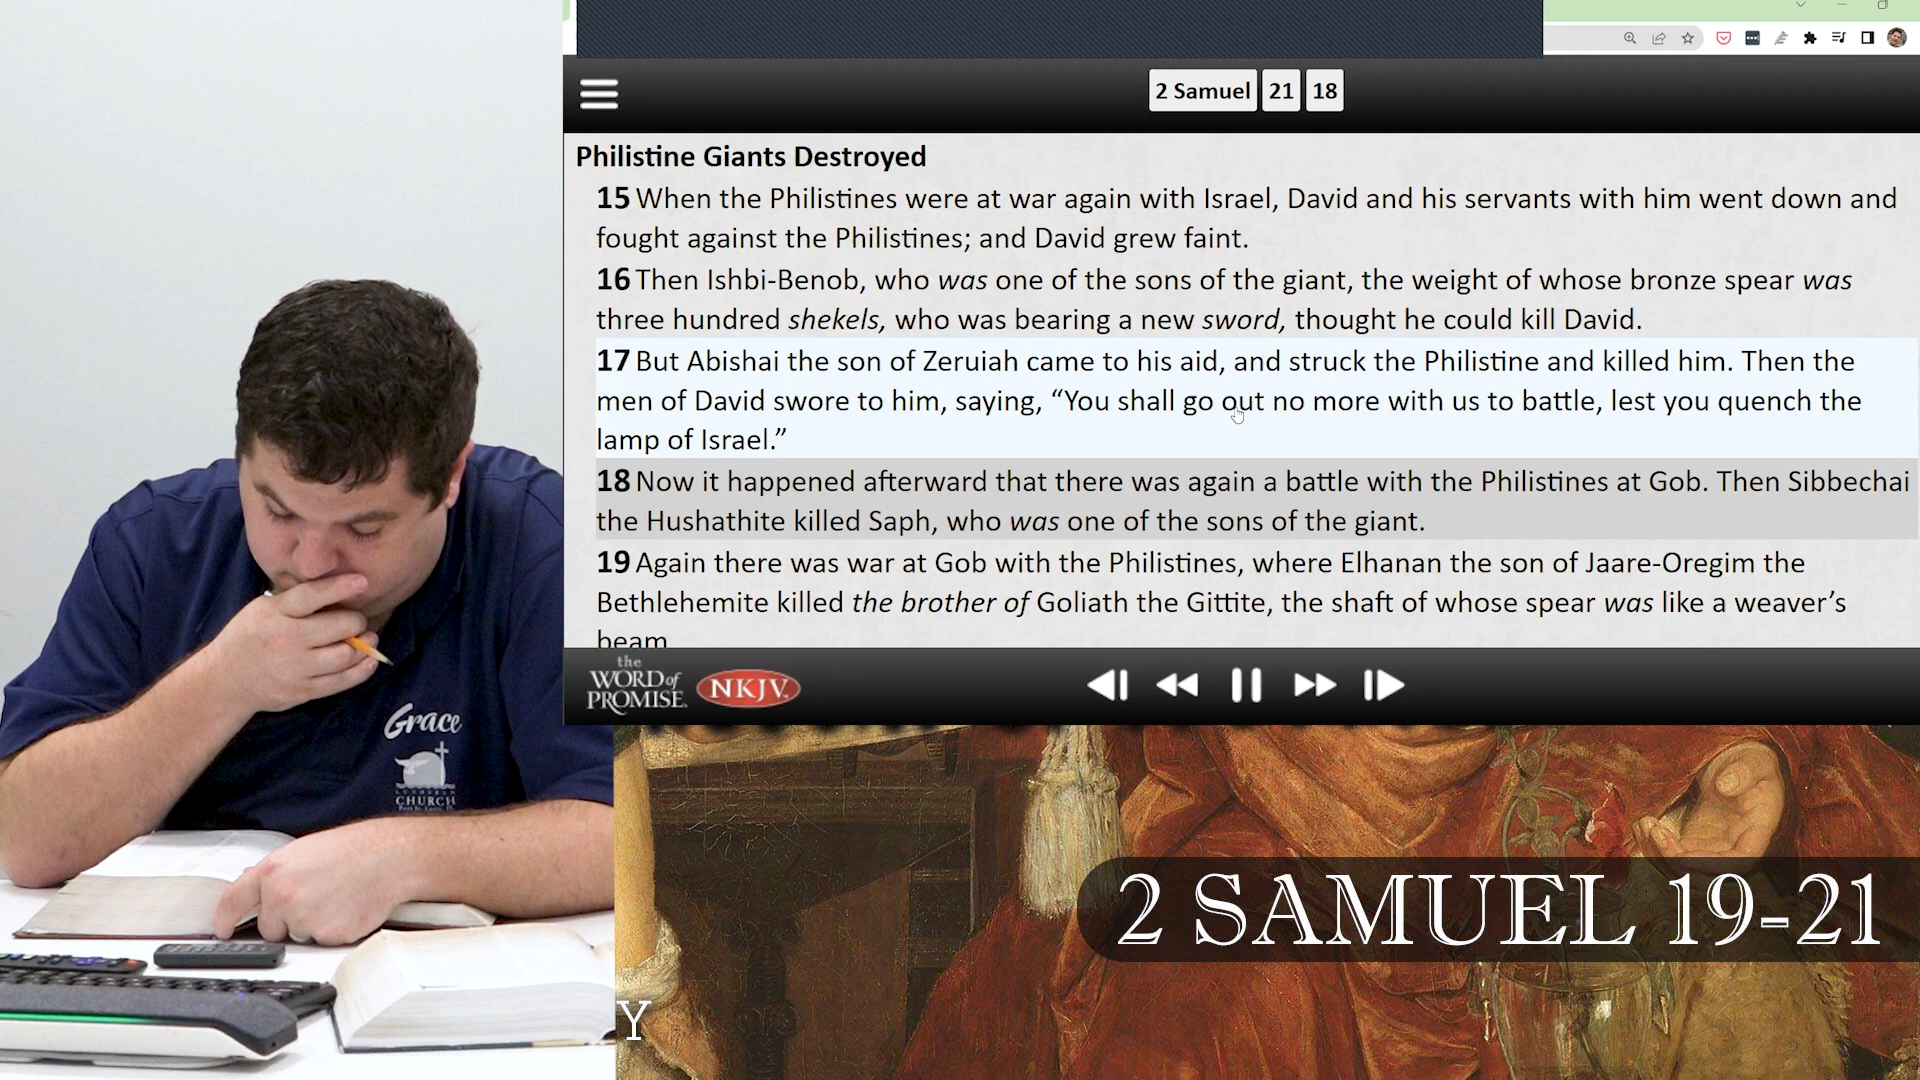 2 Samuel 21 18
Philistine Giants Destroyed
15 When the Philistines were at war again with Israel, David and his servants with him went down and
fought against the Philistines; and David grew faint.
16 Then Ishbi-Benob, who was one of the sons of the giant, the weight of whose bronze spear was
three hundred shekels, who was bearing a new sword, thought he could kill David.
17 But Abishai the son of Zeruiah came to his aid, and struck the Philistine and killed him. Then the
men of David swore to him, saying, “You shall go out no more with us to battle, lest you quench the
lamp of Israel.”
18 Now it happened afterward that there was again a battle with the Philistines at Gob. Then Sibbechai
the Hushathite killed Saph, who was one of the sons of the giant.
19 Again there was war at Gob with the Philistines, where Elhanan the son of Jaare-Oregim the
Bethlehemite killed the brother of Goliath the Gittite, the shaft of whose spear was like a weaver’s
beam
the
WORD of
PROMISE
NKJV
Grace
LUTHERAN
CHURCH
2 SAMUEL 19-21
Y